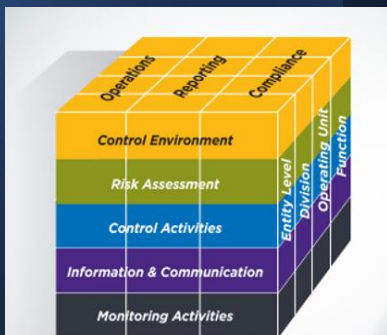 Operations
Reporting
Compliance
Control Environment
Risk Assessment
Control Activities
Information & Communication
Monitoring Activities
Entity Level
Division
Operating Unit
Function